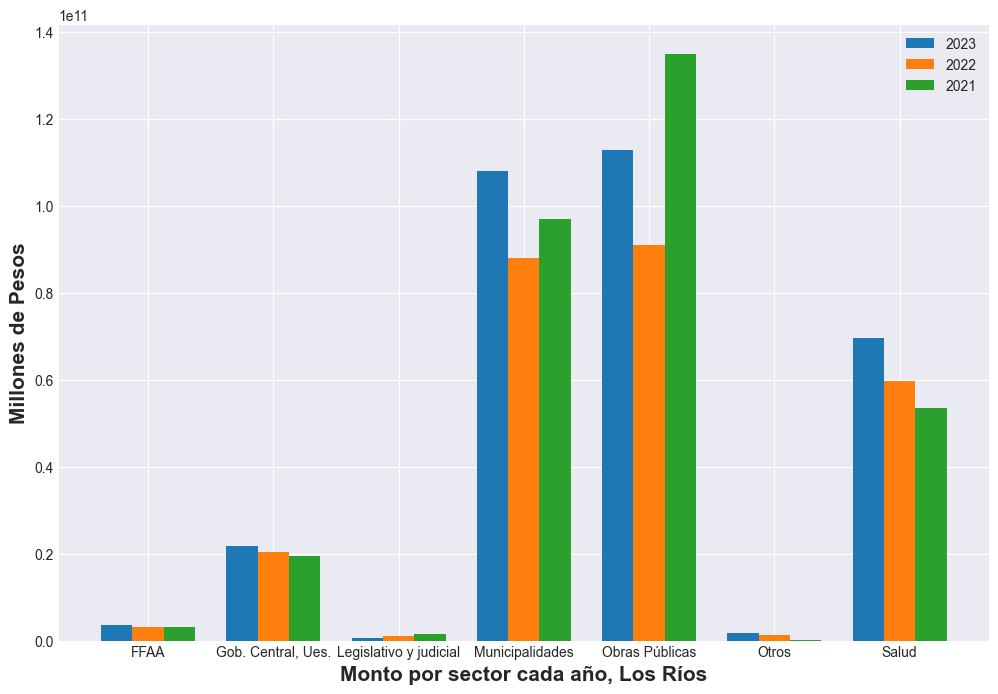 1e11
1.4
1.2
1.0
0.8
0.6
0.4
0.2
0.0
Millones de Pesos
2023
2022
2021
FFAA
Gob. Central, Ues.
Legislativo y judicial
Municipalidades
Obras Públicas
Otros
Salud
Monto por sector cada año, Los Ríos